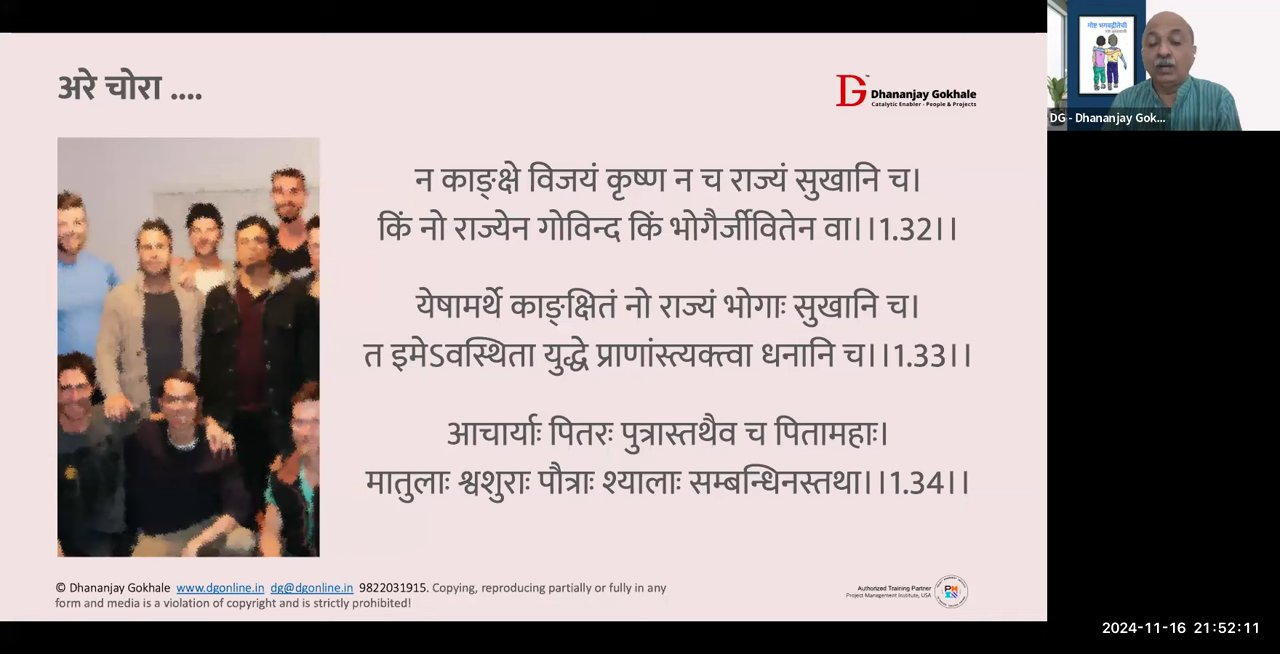 अरे चोरा ....
Dhananjay Gokhale
Catalytic Enabler - People & Projects
न काङ्क्षे विजयं कृष्ण न च राज्यं सुखानि च।
किं नो राज्येन गोविन्द किं भोगैर्जीवितेन वा।।1.32।।
येषामर्थे काङ्क्षितं नो राज्यं भोगाः सुखानि च।
त इमेऽवस्थिता युद्धे प्राणांस्त्यक्त्वा धनानि च।।1.33।।
आचार्याः पितरः पुत्रास्तथैव च पितामहाः।
मातुलाः श्वशुराः पौत्राः श्यालाः सम्बन्धिनस्तथा।।1.34।।
© Dhananjay Gokhale www.dgonline.in dg@dgonline.in 9822031915. Copying, reproducing partially or fully in any
form and media is a violation of copyright and is strictly prohibited!
Authorized Training Partner
Project Management Institute, USA
गोष्ट भगवद्गीतेची
DG - Dhananjay Gok...
2024-11-16 21:52:11